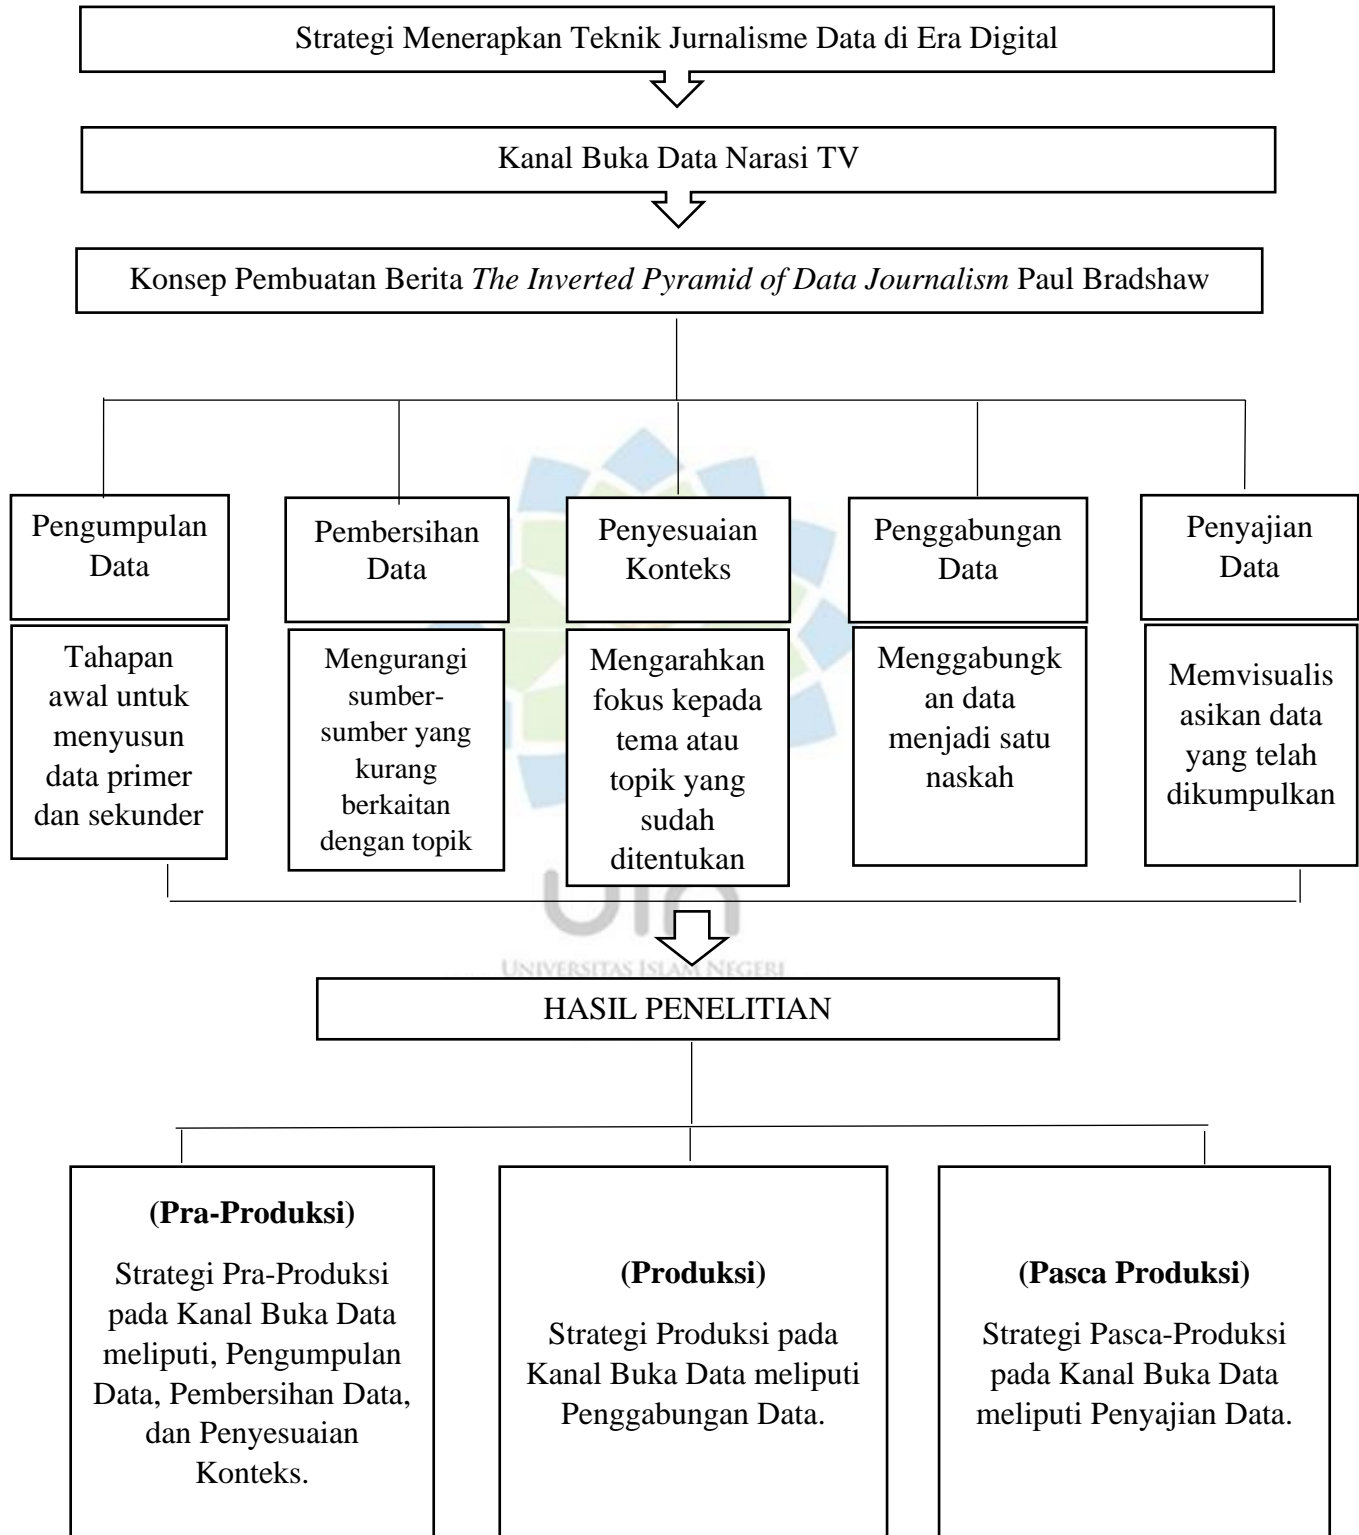 Strategi Menerapkan Teknik Jurnalisme Data di Era Digital
Kanal Buka Data Narasi TV
Konsep Pembuatan Berita The Inverted Pyramid of Data Journalism Paul Bradshaw
Pengumpulan
Data
Tahapan
awal untuk
menyusun
data primer
dan sekunder
Pembersihan
Data
Mengurangi
sumber-
sumber yang
kurang
berkaitan
dengan topik
Penyesuaian
Konteks
Mengarahkan
fokus kepada
tema atau
topik yang
sudah
ditentukan
Penggabungan
Data
Menggabungk
an data
menjadi satu
naskah
Penyajian
Data
Memvisualis
asikan data
yang telah
dikumpulkan
uin
UNIVERSITAS ISLAM NEGERI
HASIL PENELITIAN
(Pra-Produksi)
Strategi Pra-Produksi
pada Kanal Buka Data
meliputi, Pengumpulan
Data, Pembersihan Data,
dan Penyesuaian
Konteks.
(Produksi)
Strategi Produksi pada
Kanal Buka Data meliputi
Penggabungan Data.
(Pasca Produksi)
Strategi Pasca-Produksi
pada Kanal Buka Data
meliputi Penyajian Data.